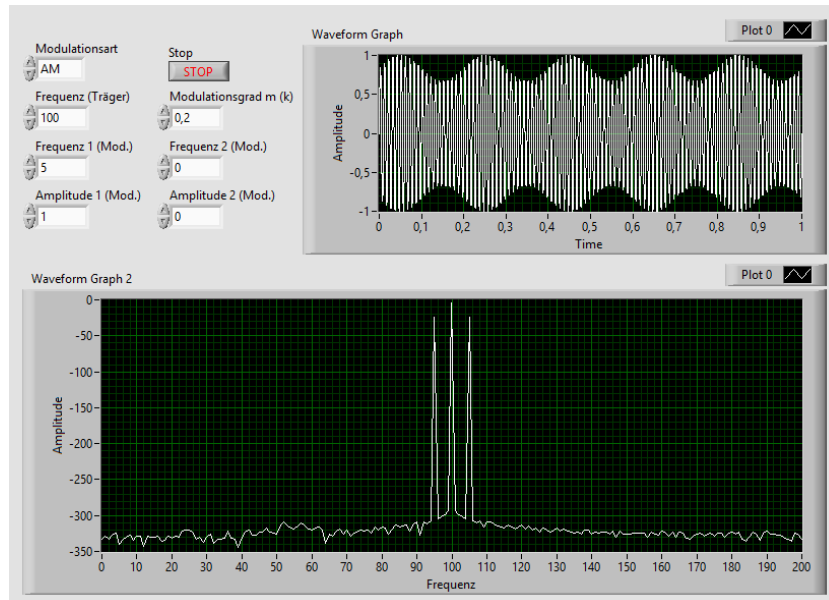 Modulationsart
AM
Stop
STOP
Frequenz (Träger)
100
Modulationsgrad m (k)
0,2
Frequenz 1 (Mod.)
5
Frequenz 2 (Mod.)
0
Amplitude 1 (Mod.)
1
Amplitude 2 (Mod.)
0
Waveform Graph
Plot 0
Amplitude
1
0,5
0
-0,5
-1
0 0,1 0,2 0,3 0,4 0,5 0,6 0,7 0,8 0,9 1
Time
Waveform Graph 2
Plot 0
Amplitude
0
-50
-100
-150
-200
-250
-300
-350
0 10 20 30 40 50 60 70 80 90 100 110 120 130 140 150 160 170 180 190 200
Frequenz